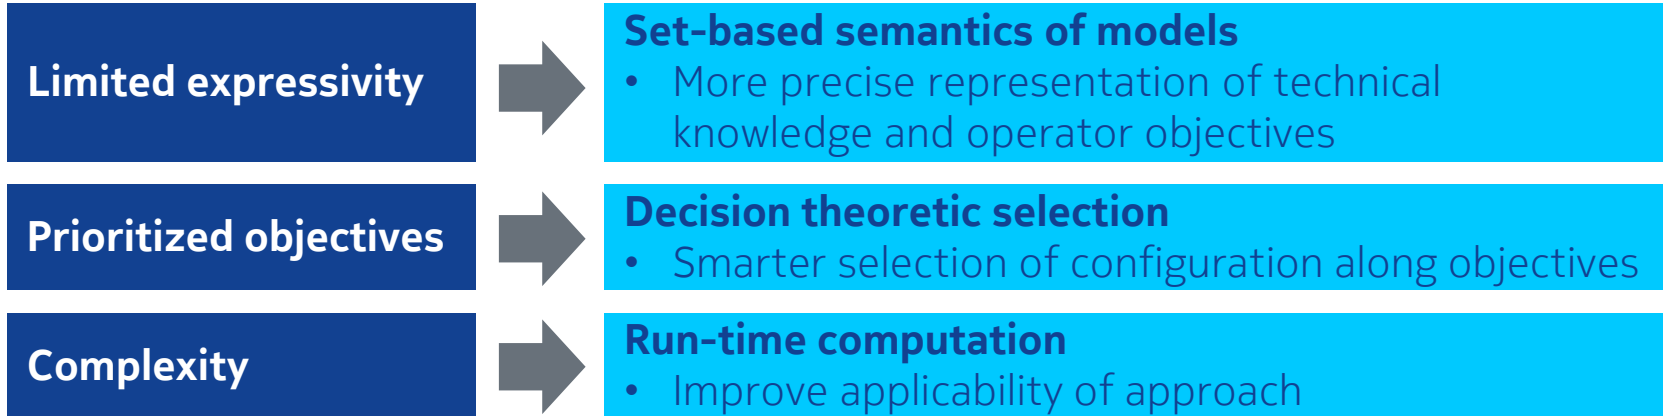 Limited expressivity
Set-based semantics of models
• More precise representation of technical
knowledge and operator objectives
Prioritized objectives
Decision theoretic selection
• Smarter selection of configuration along objectives
Complexity
Run-time computation
• Improve applicability of approach